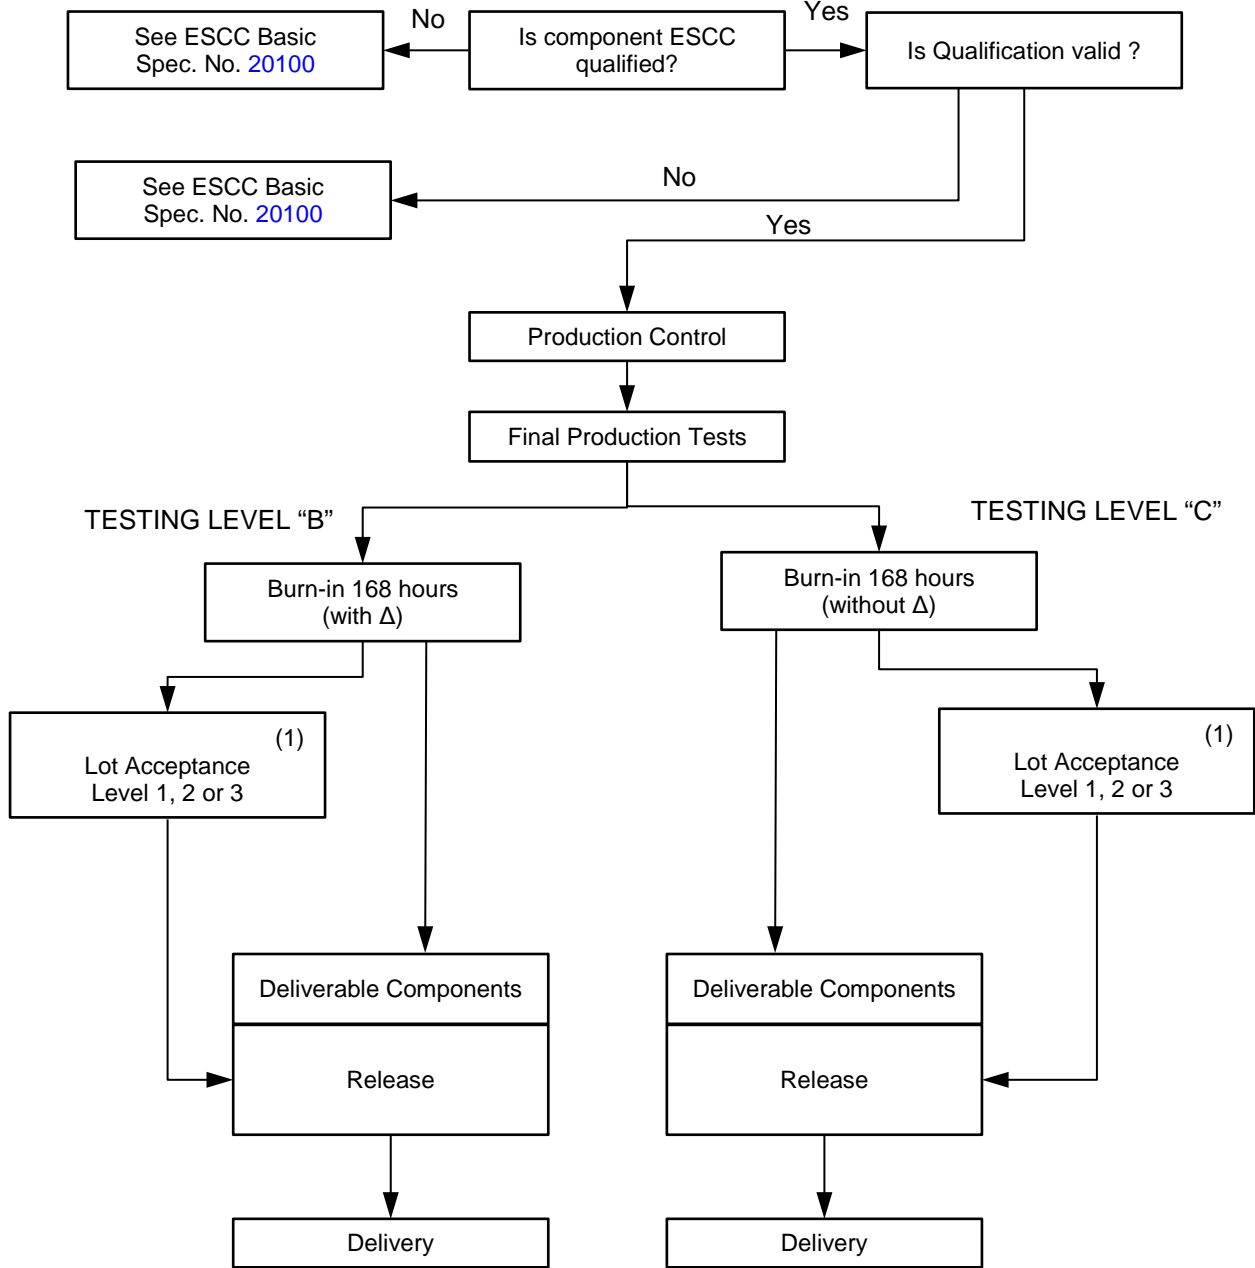 No
Yes
See ESCC Basic
Spec. No. 20100
Is component ESCC
qualified?
Is Qualification valid ?
See ESCC Basic
Spec. No. 20100
No
Yes
Production Control
Final Production Tests
TESTING LEVEL “B”
TESTING LEVEL “C”
Burn-in 168 hours
(with Δ)
Burn-in 168 hours
(without Δ)
(1)
Lot Acceptance
Level 1, 2 or 3
(1)
Lot Acceptance
Level 1, 2 or 3
Deliverable Components
Release
Deliverable Components
Release
Delivery
Delivery